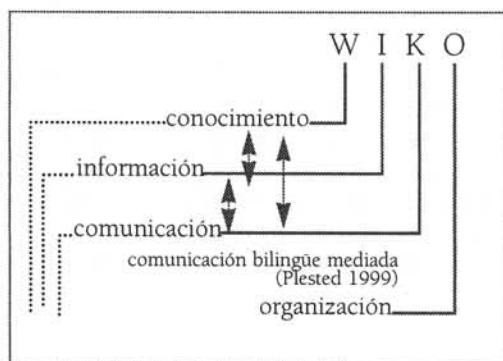 W I K O
conocimiento
información
comunicación
comunicación bilingüe mediada
(Plested 1999)
organización